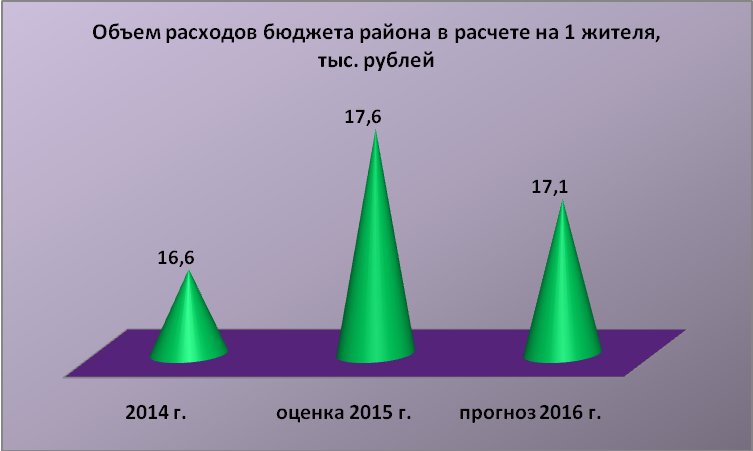 Объем расходов бюджета района в расчете на 1 жителя,
тыс. рублей
17,6
17,1
16,6
2014 г.
оценка 2015 г.
прогноз 2016 г.